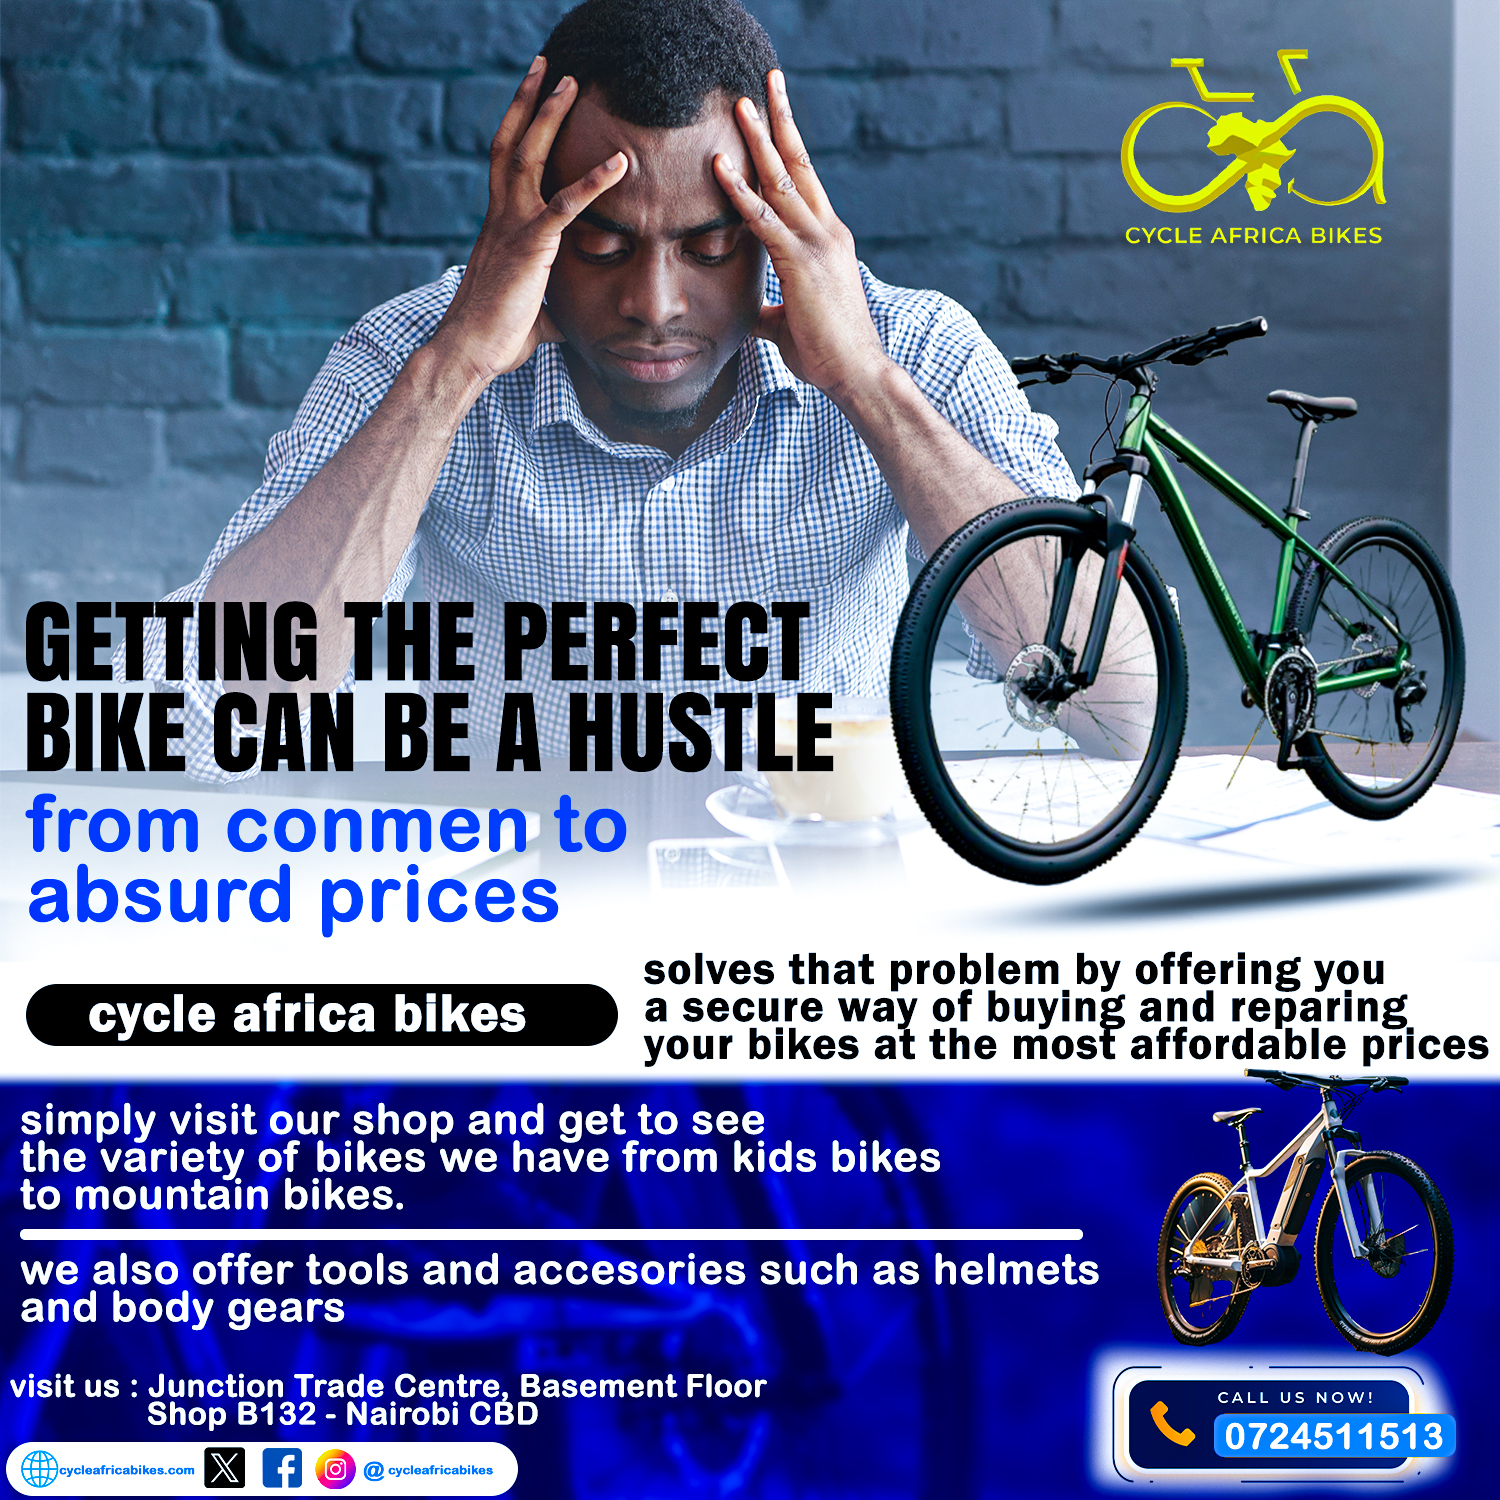 CYCLE AFRICA BIKES
GETTING THE PERFECT
BIKE CAN BE A HUSTLE
from conmen to
absurd prices
cycle africa bikes
solves that problem by offering you
a secure way of buying and reparing
your bikes at the most affordable prices
simply visit our shop and get to see
the variety of bikes we have from kids bikes
to mountain bikes.
we also offer tools and accesories such as helmets
and body gears
visit us : Junction Trade Centre, Basement Floor
Shop B132 - Nairobi CBD
cycleafricabikes.com
@ cycleafricabikes
CALL US NOW!
0724511513